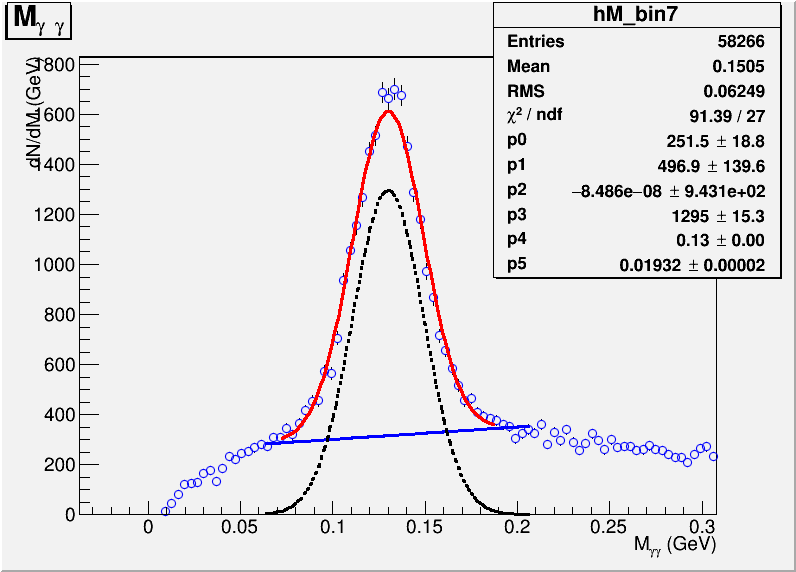 M_γ γ
hM_bin7
Entries 58266
Mean 0.1505
RMS 0.06249
χ² / ndf 91.39 / 27
p0 251.5 ± 18.8
p1 496.9 ± 139.6
p2 −8.486e−08 ± 9.431e+02
p3 1295 ± 15.3
p4 0.13 ± 0.00
p5 0.01932 ± 0.00002
dN/dM (GeV)
1800
1600
1400
1200
1000
800
600
400
200
0
0 0.05 0.1 0.15 0.2 0.25 0.3
M_γγ (GeV)